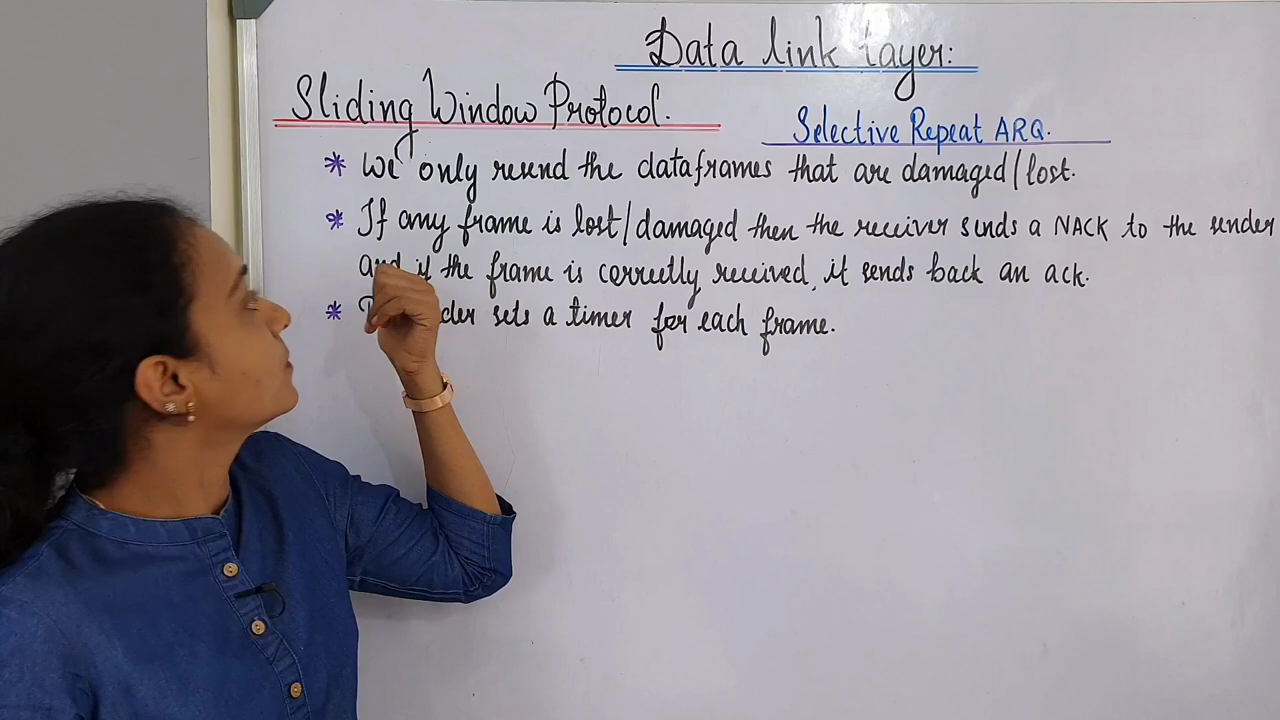 Data link layer:
Sliding Window Protocol.
Selective Repeat ARQ.
* We only resend the dataframes that are damaged/lost.
* If any frame is lost/damaged then the receiver sends a NACK to the sender
and if the frame is correctly received, it sends back an ack.
* sets a timer for each frame.